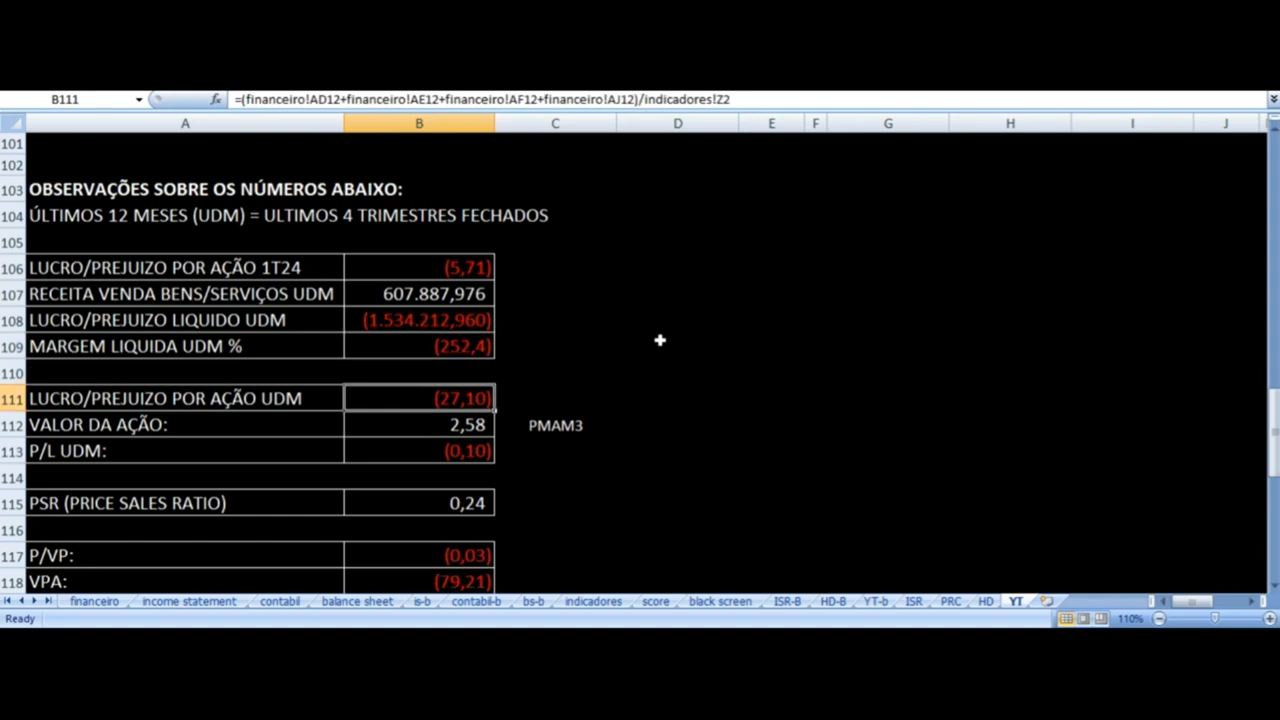 B111 fx =(financeiro!AD12+financeiro!AE12+financeiro!AF12+financeiro!AJ12)/indicadores!Z2
A B C D E F G H I J
101
102
103 OBSERVAÇÕES SOBRE OS NÚMEROS ABAIXO:
104 ÚLTIMOS 12 MESES (UDM) = ULTIMOS 4 TRIMESTRES FECHADOS
105
106 LUCRO/PREJUIZO POR AÇÃO 1T24 (5,71)
107 RECEITA VENDA BENS/SERVIÇOS UDM 607.887,976
108 LUCRO/PREJUIZO LIQUIDO UDM (1.534.212,960)
109 MARGEM LIQUIDA UDM % (252,4)
110
111 LUCRO/PREJUIZO POR AÇÃO UDM (27,10)
112 VALOR DA AÇÃO: 2,58 PMAM3
113 P/L UDM: (0,10)
114
115 PSR (PRICE SALES RATIO) 0,24
116
117 P/VP: (0,03)
118 VPA: (79,21)
financeiro income statement contabil balance sheet is-b contabil-b bs-b indicadores score black screen ISR-B HD-B YT-b ISR PRC HD YT
Ready 110%